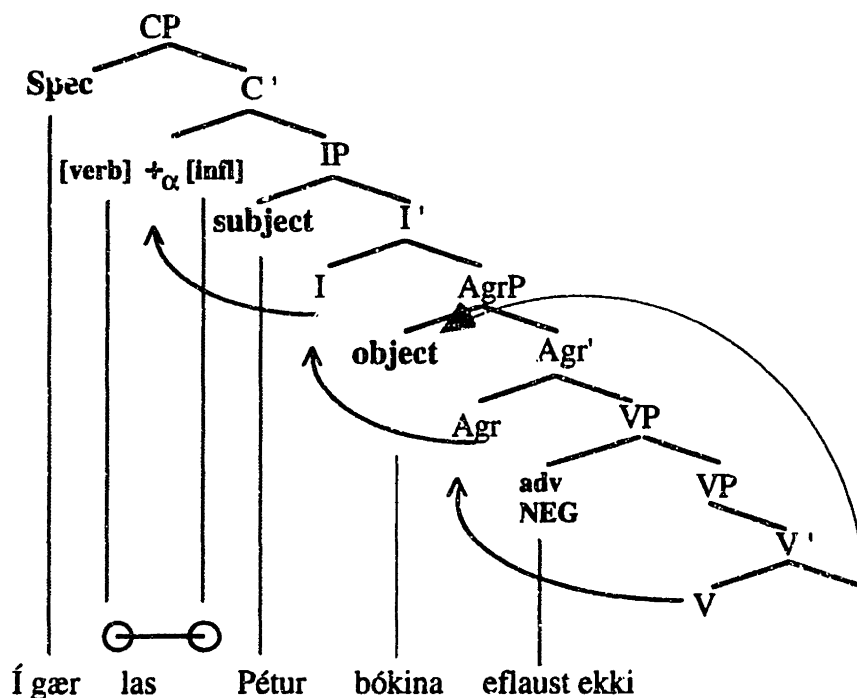 CP
Spec C '
[verb] +α [infl] IP
subject I '
I AgrP
object Agr'
Agr VP
adv VP
NEG
V '
V
Í gær las Pétur bókina eflaust ekki